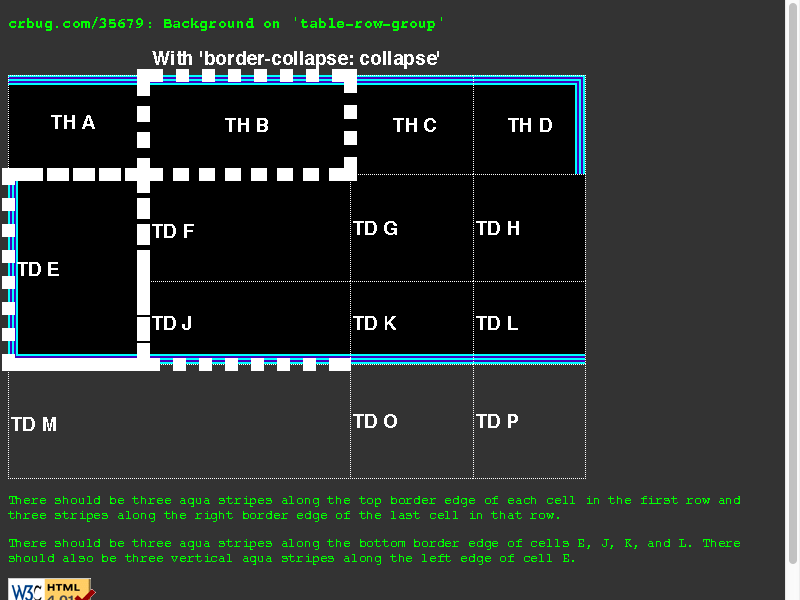 crbug.com/35679: Background on 'table-row-group'
With 'border-collapse: collapse'
TH A TH B TH C TH D
TD E TD F TD G TD H
TD J TD K TD L
TD M TD O TD P
There should be three aqua stripes along the top border edge of each cell in the first row and
three stripes along the right border edge of the last cell in that row.
There should be three aqua stripes along the bottom border edge of cells E, J, K, and L. There
should also be three vertical aqua stripes along the left edge of cell E.
W3C HTML
4.01